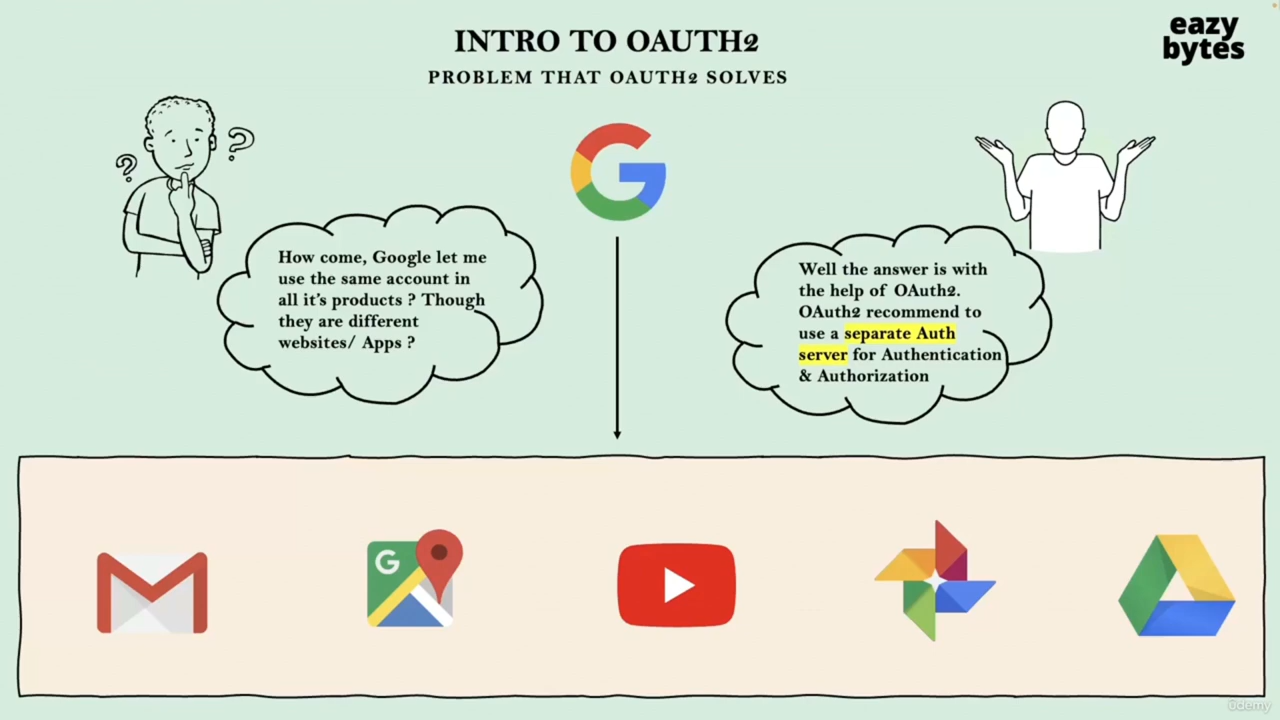 INTRO TO OAUTH2
PROBLEM THAT OAUTH2 SOLVES
eazy
bytes
?
?
How come, Google let me
use the same account in
all it's products ? Though
they are different
websites/ Apps ?
Well the answer is with
the help of OAuth2.
OAuth2 recommend to
use a separate Auth
server for Authentication
& Authorization
G
G
ûdemy